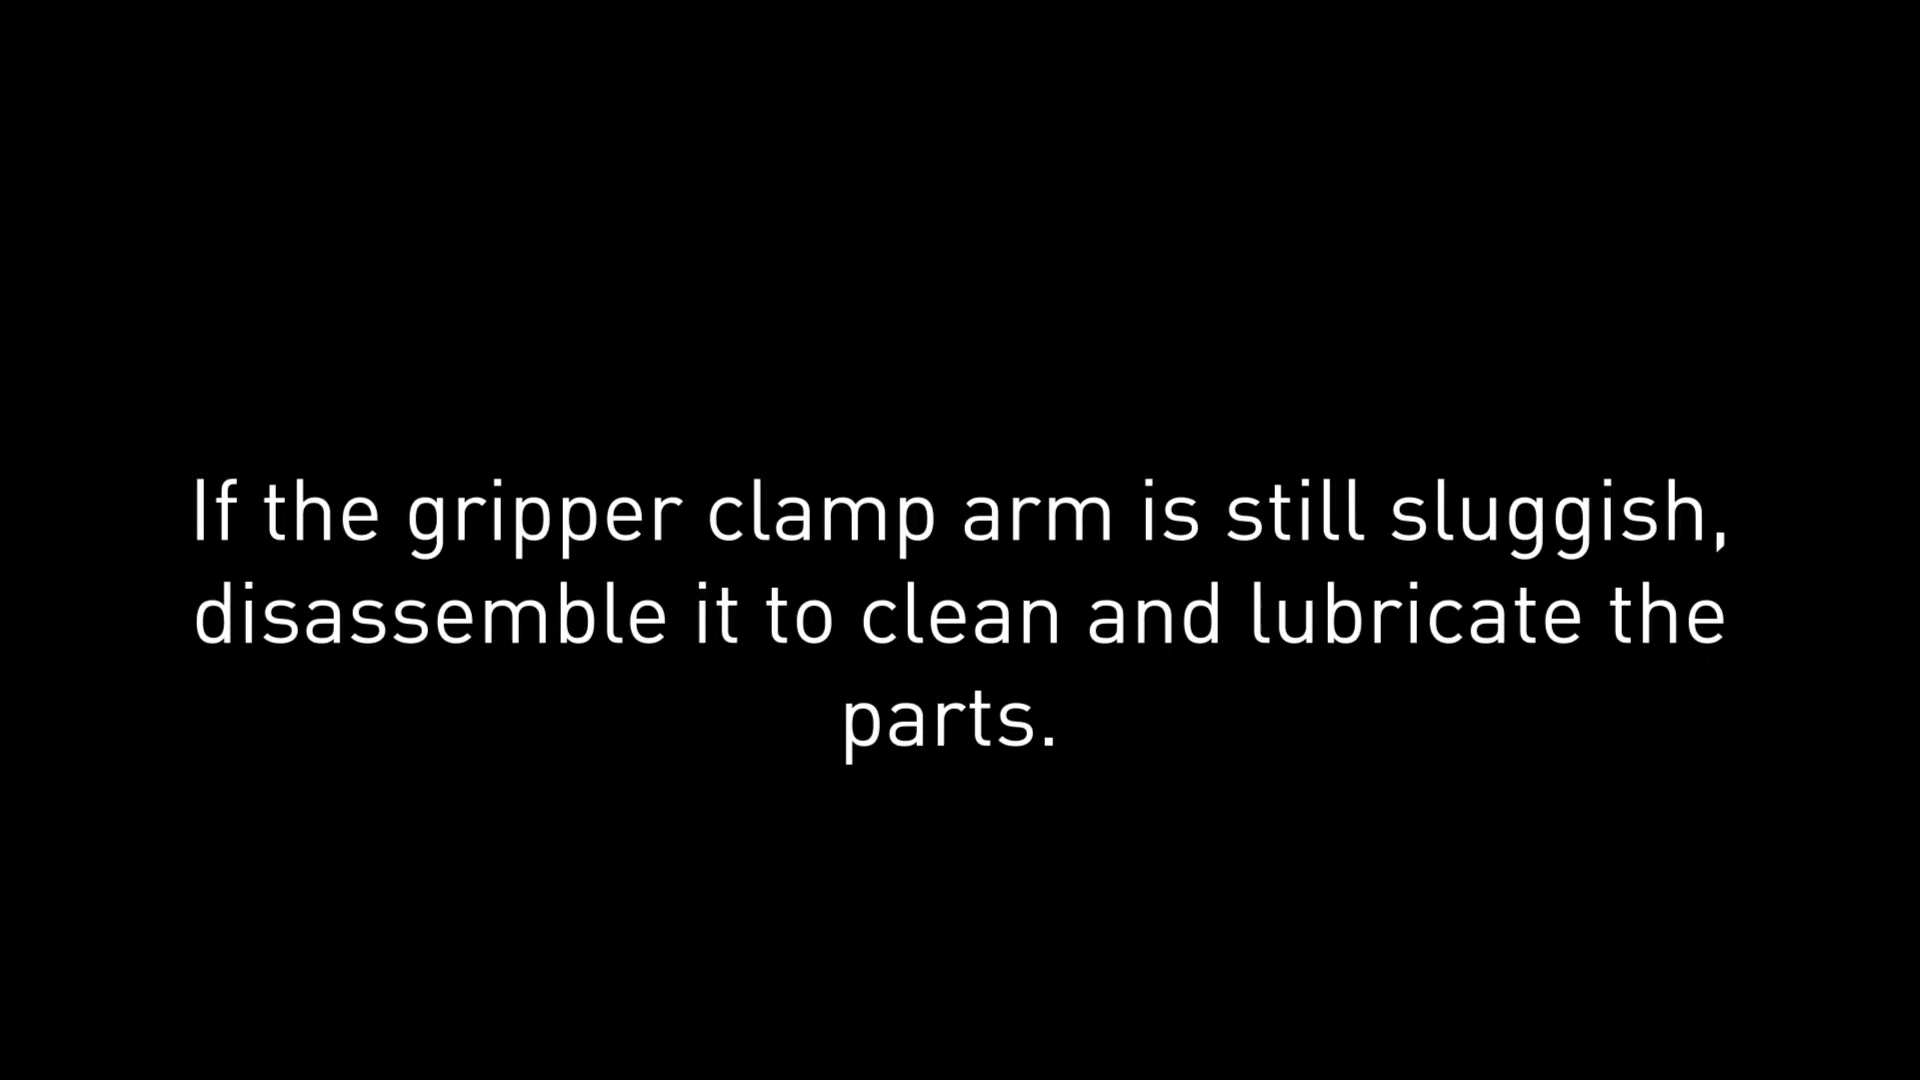 If the gripper clamp arm is still sluggish,
disassemble it to clean and lubricate the
parts.